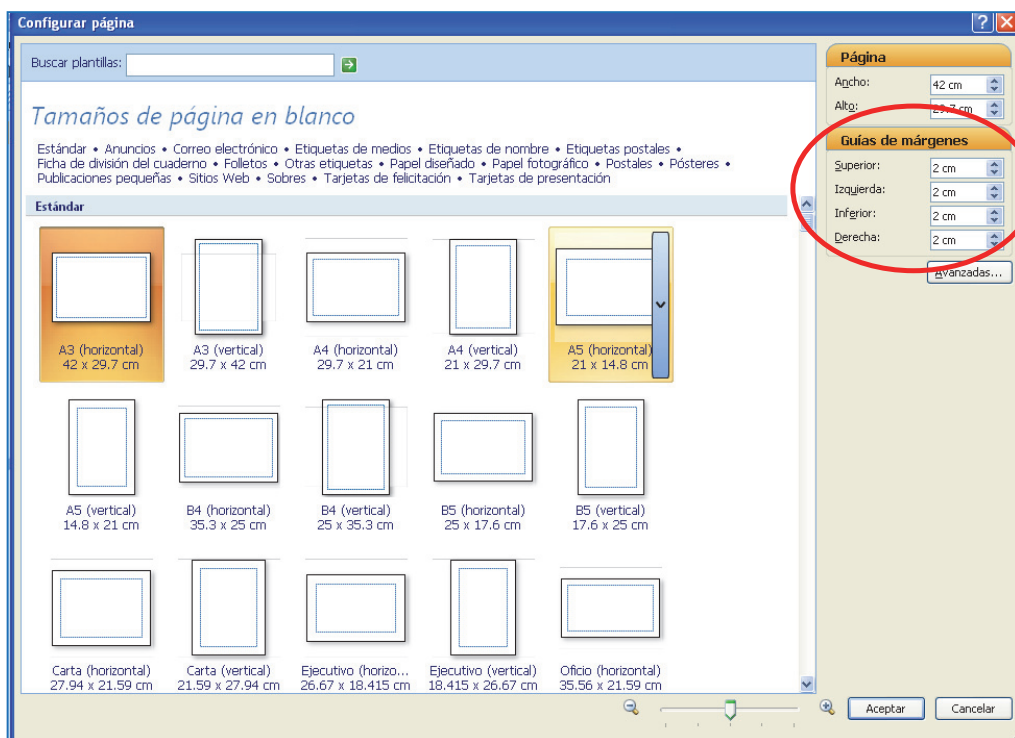 Configurar página
Buscar plantillas:
Tamaños de página en blanco
Estándar • Anuncios • Correo electrónico • Etiquetas de medios • Etiquetas de nombre • Etiquetas postales •
Ficha de división del cuaderno • Folletos • Otras etiquetas • Papel diseñado • Papel fotográfico • Postales • Pósteres •
Publicaciones pequeñas • Sitios Web • Sobres • Tarjetas de felicitación • Tarjetas de presentación
Estándar
A3 (horizontal)
42 x 29.7 cm
A3 (vertical)
29.7 x 42 cm
A4 (horizontal)
29.7 x 21 cm
A4 (vertical)
21 x 29.7 cm
A5 (horizontal)
21 x 14.8 cm
A5 (vertical)
14.8 x 21 cm
B4 (horizontal)
35.3 x 25 cm
B4 (vertical)
25 x 35.3 cm
B5 (horizontal)
25 x 17.6 cm
B5 (vertical)
17.6 x 25 cm
Carta (horizontal)
27.94 x 21.59 cm
Carta (vertical)
21.59 x 27.94 cm
Ejecutivo (horizo...
26.67 x 18.415 cm
Ejecutivo (vertical)
18.415 x 26.67 cm
Oficio (horizontal)
35.56 x 21.59 cm
Página
Ancho: 42 cm
Alto: 29.7 cm
Guías de márgenes
Superior: 2 cm
Izquierda: 2 cm
Inferior: 2 cm
Derecha: 2 cm
Avanzadas...
Aceptar
Cancelar